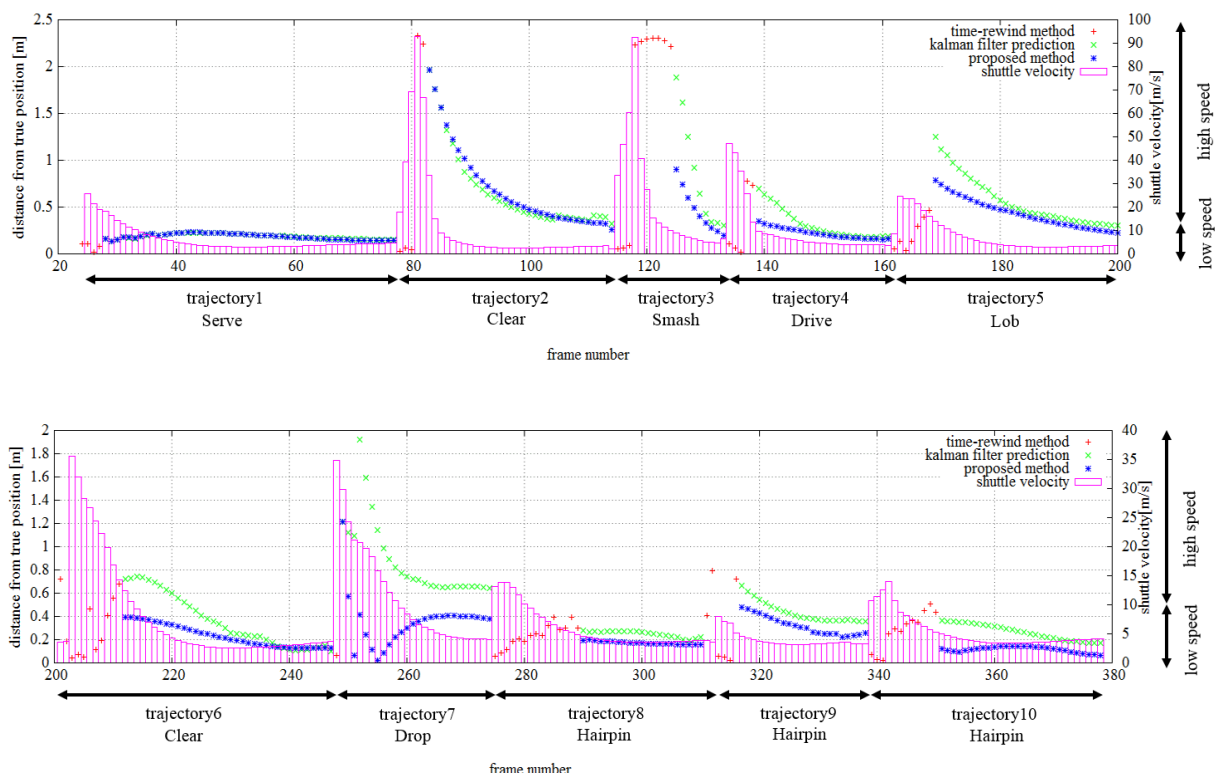 distance from true position [m]
2.5
2
1.5
1
0.5
0
time-rewind method
kalman filter prediction
proposed method
shuttle velocity
100
90
80
70
60
50
40
30
20
10
0
shuttle velocity[m/s]
high speed
low speed
20 40 60 80 100 120 140 160 180 200
trajectory1 trajectory2 trajectory3 trajectory4 trajectory5
Serve Clear Smash Drive Lob
frame number
distance from true position [m]
2
1.8
1.6
1.4
1.2
1
0.8
0.6
0.4
0.2
0
time-rewind method
kalman filter prediction
proposed method
shuttle velocity
40
35
30
25
20
15
10
5
0
shuttle velocity[m/s]
high speed
low speed
200 220 240 260 280 300 320 340 360 380
trajectory6 trajectory7 trajectory8 trajectory9 trajectory10
Clear Drop Hairpin Hairpin Hairpin
frame number